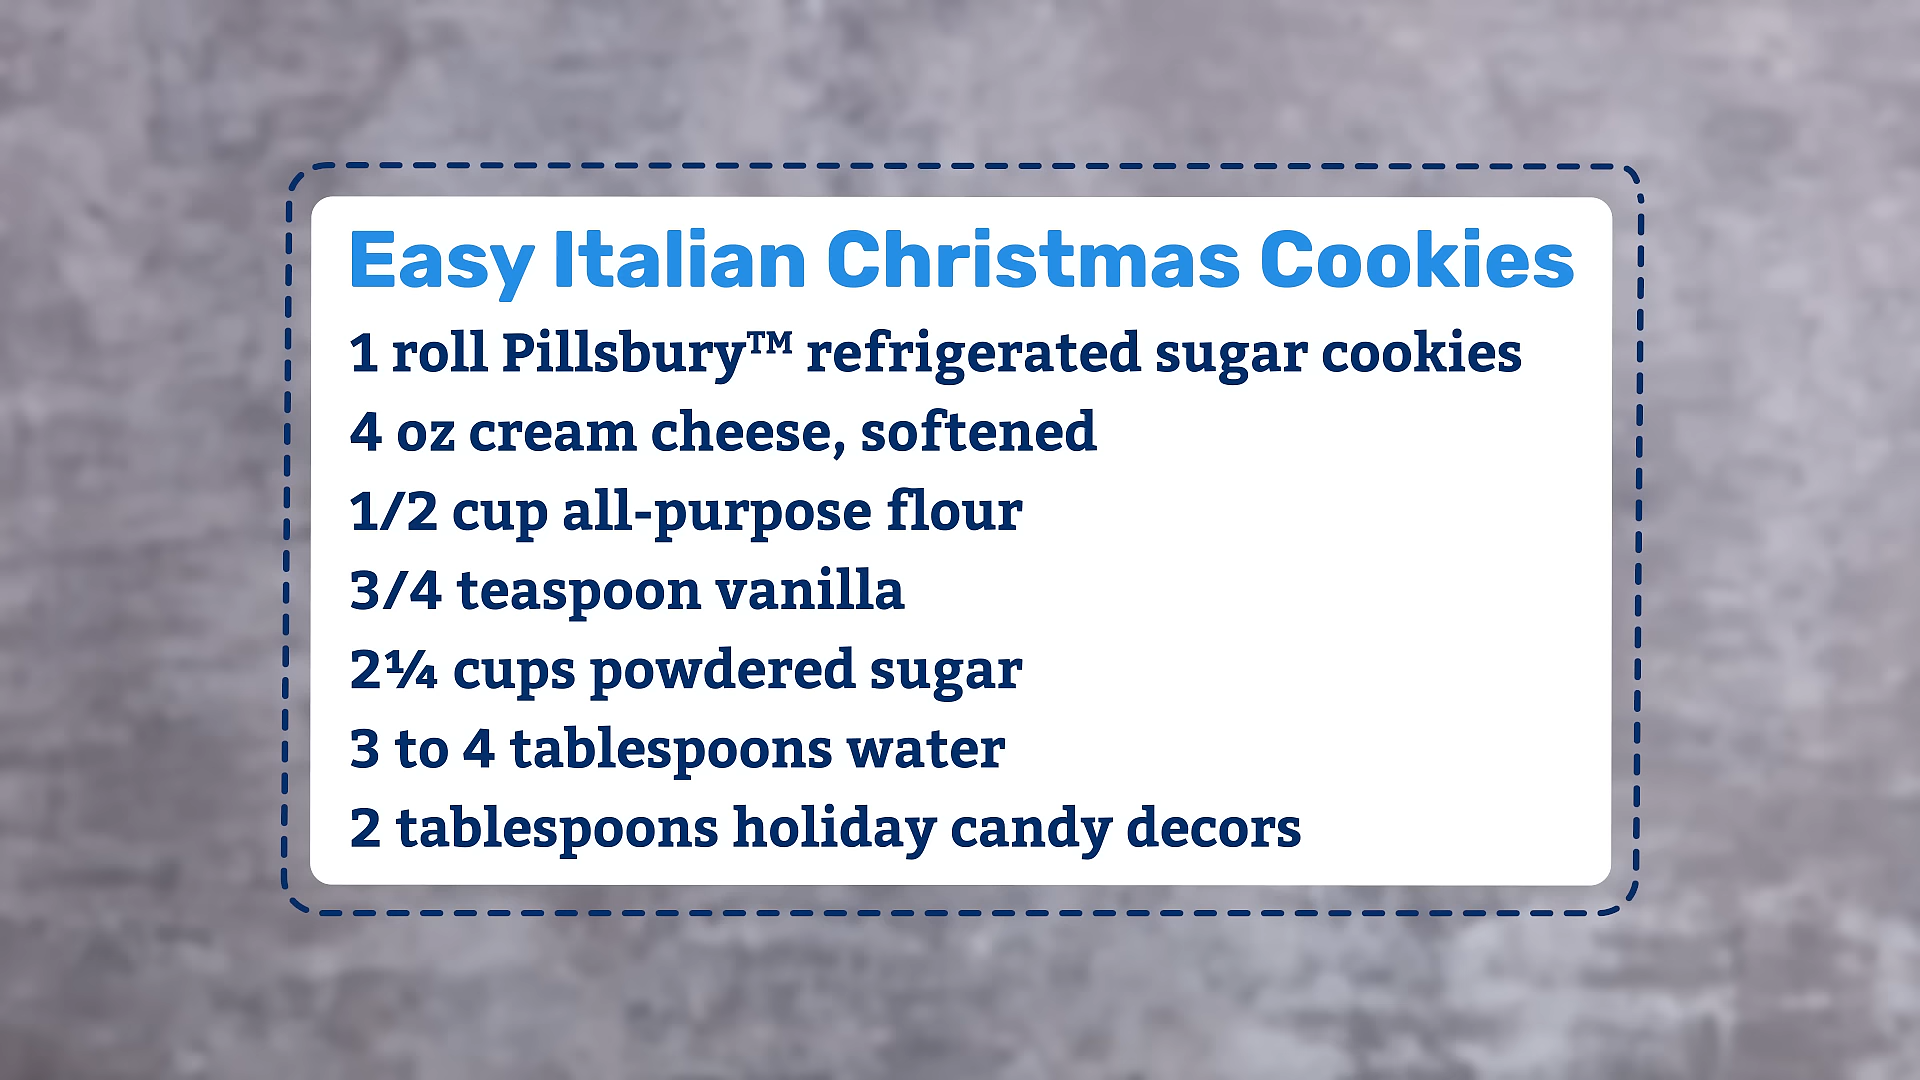 Easy Italian Christmas Cookies
1 roll Pillsbury™ refrigerated sugar cookies
4 oz cream cheese, softened
1/2 cup all-purpose flour
3/4 teaspoon vanilla
2¼ cups powdered sugar
3 to 4 tablespoons water
2 tablespoons holiday candy decors